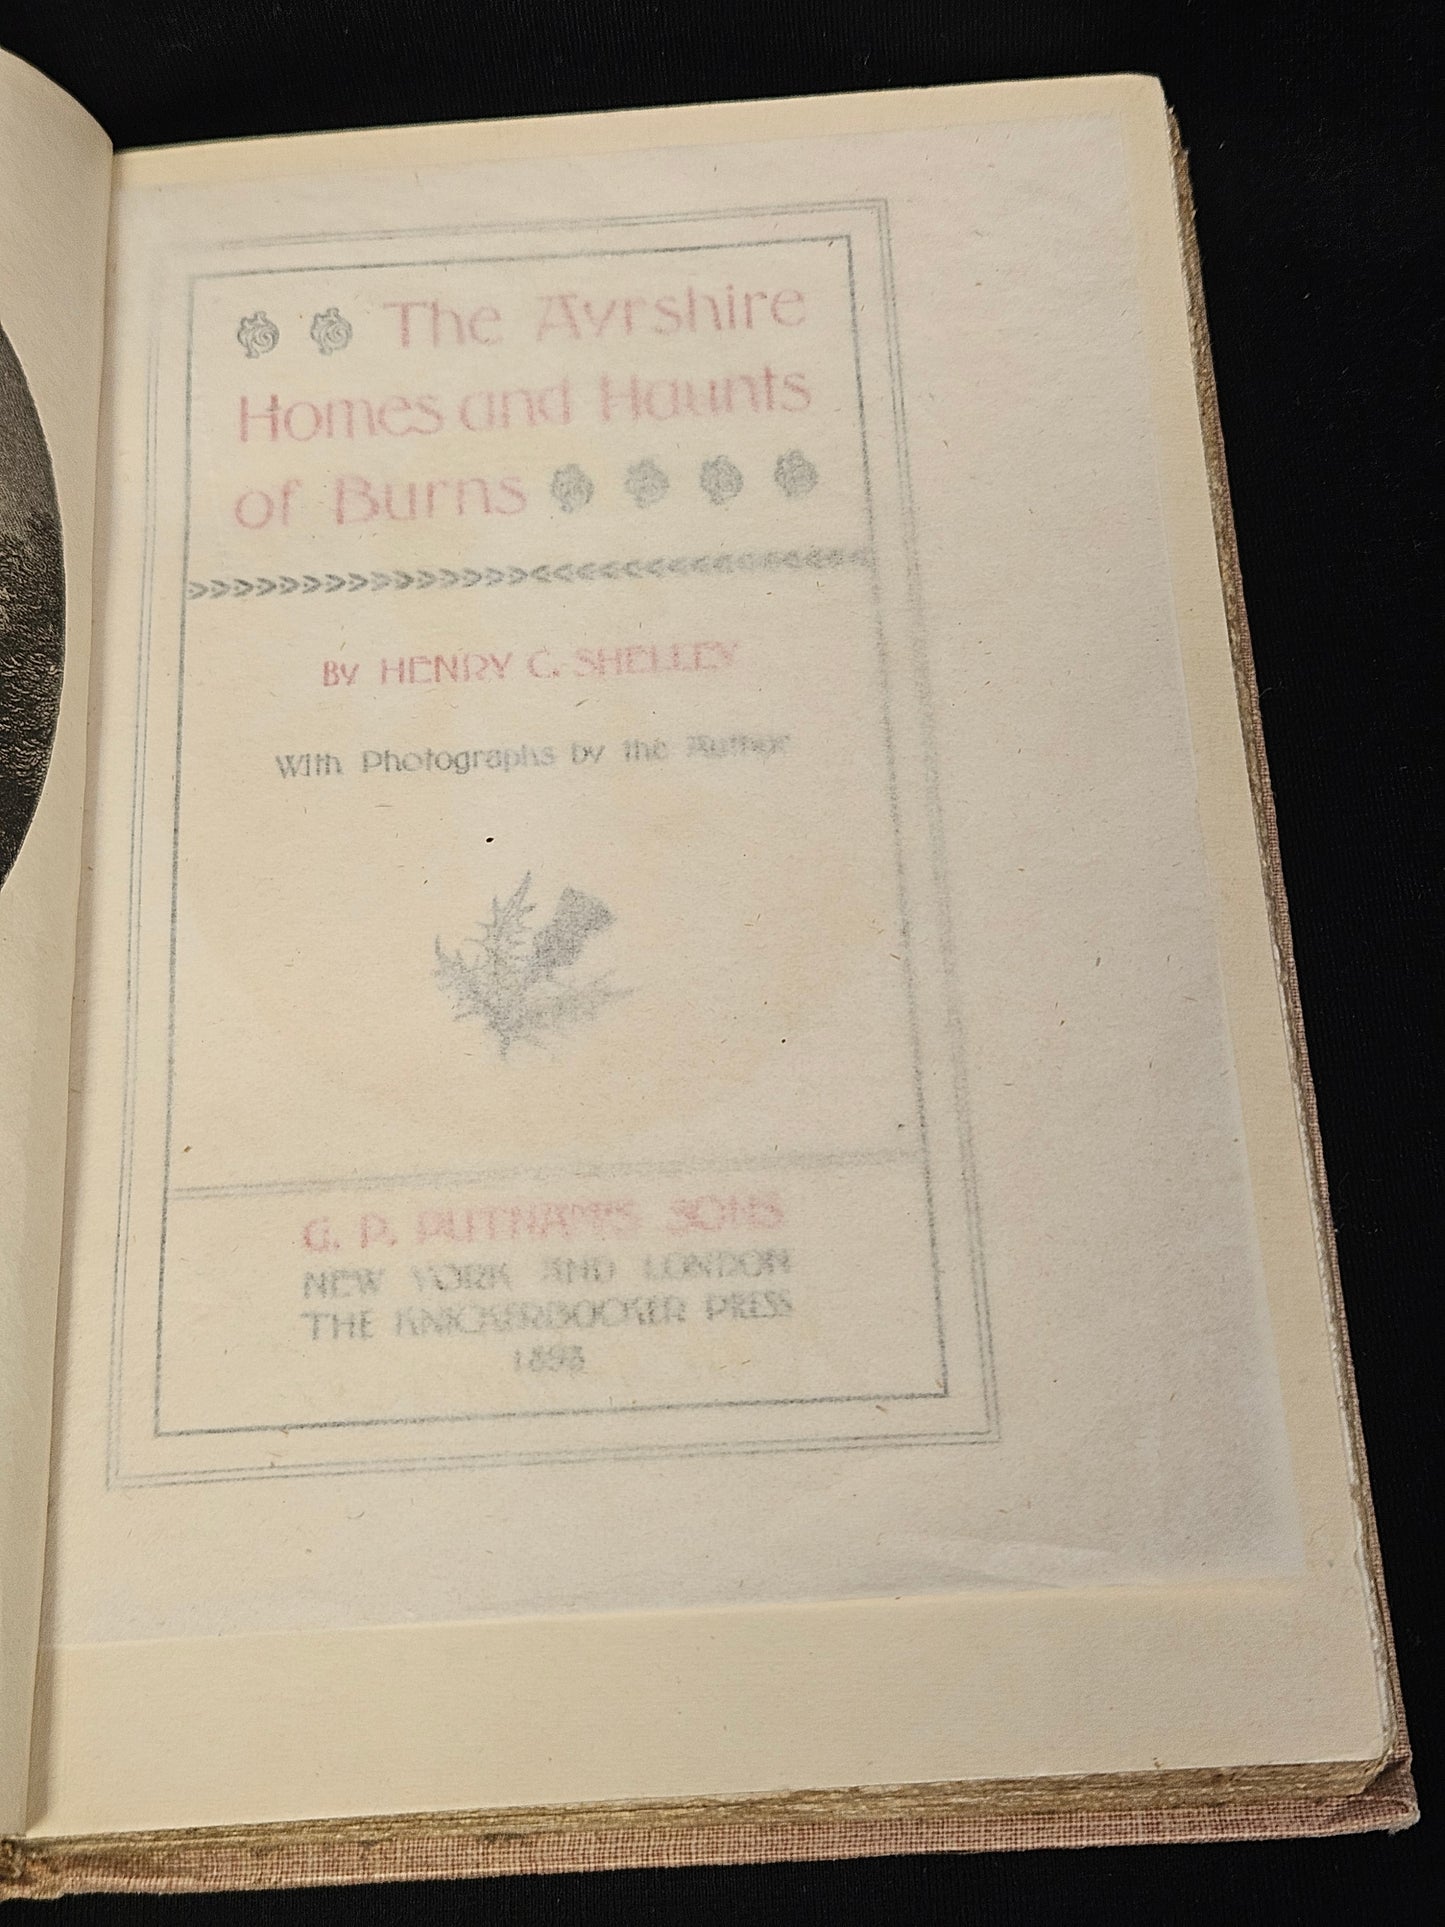 The Ayrshire
Homes and Haunts
of Burns
By HENRY C. SHELLEY
With Photographs by the Author
G. P. PUTNAM'S SONS
NEW YORK AND LONDON
THE KNICKERBOCKER PRESS